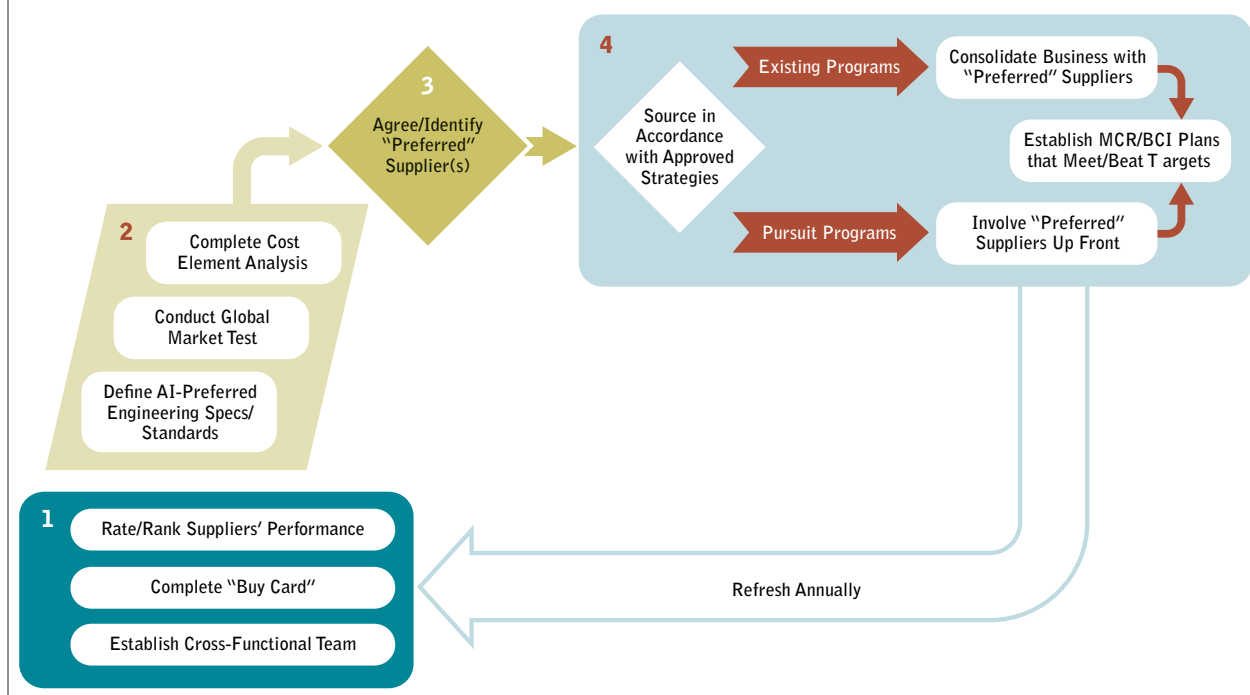 4
Existing Programs
Consolidate Business with
“Preferred” Suppliers
3
Agree/Identify
“Preferred”
Supplier(s)
Source in
Accordance
with Approved
Strategies
Establish MCR/BCI Plans
that Meet/Beat T argets
Pursuit Programs
Involve “Preferred”
Suppliers Up Front
2
Complete Cost
Element Analysis
Conduct Global
Market Test
Define AI-Preferred
Engineering Specs/
Standards
1
Rate/Rank Suppliers’ Performance
Complete “Buy Card”
Establish Cross-Functional Team
Refresh Annually